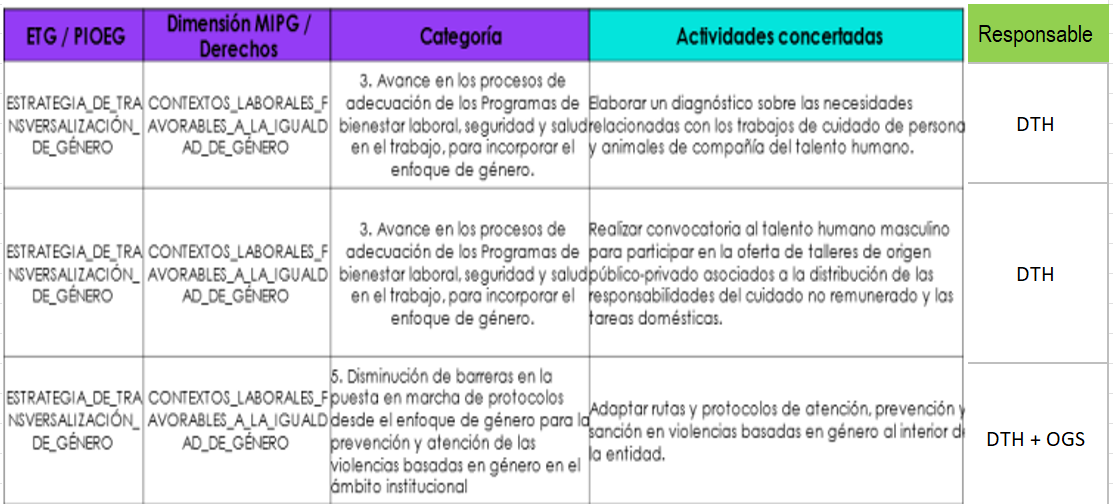 ETG / PIOEG
Dimensión MIPG /
Derechos
Categoría
Actividades concertadas
Responsable
ESTRATEGIA_DE_TRA
NSVERSALIZACIÓN_
DE_GÉNERO
CONTEXTOS_LABORALES_F
AVORABLES_A_LA_IGUALD
AD_DE_GÉNERO
3. Avance en los procesos de
adecuación de los Programas de
bienestar laboral, seguridad y salud
en el trabajo, para incorporar el
enfoque de género.
Elaborar un diagnóstico sobre las necesidades
relacionadas con los trabajos de cuidado de persona
y animales de compañía del talento humano.
DTH
ESTRATEGIA_DE_TRA
NSVERSALIZACIÓN_
DE_GÉNERO
CONTEXTOS_LABORALES_F
AVORABLES_A_LA_IGUALD
AD_DE_GÉNERO
3. Avance en los procesos de
adecuación de los Programas de
bienestar laboral, seguridad y salud
en el trabajo, para incorporar el
enfoque de género.
Realizar convocatoria al talento humano masculino
para participar en la oferta de talleres de origen
público-privado asociados a la distribución de las
responsabilidades del cuidado no remunerado y las
tareas domésticas.
DTH
ESTRATEGIA_DE_TRA
NSVERSALIZACIÓN_
DE_GÉNERO
CONTEXTOS_LABORALES_F
AVORABLES_A_LA_IGUALD
AD_DE_GÉNERO
5. Disminución de barreras en la
puesta en marcha de protocolos
desde el enfoque de género para la
prevención y atención de las
violencias basadas en género en el
ámbito institucional
Adaptar rutas y protocolos de atención, prevención y
sanción en violencias basadas en género al interior de
la entidad.
DTH + OGS